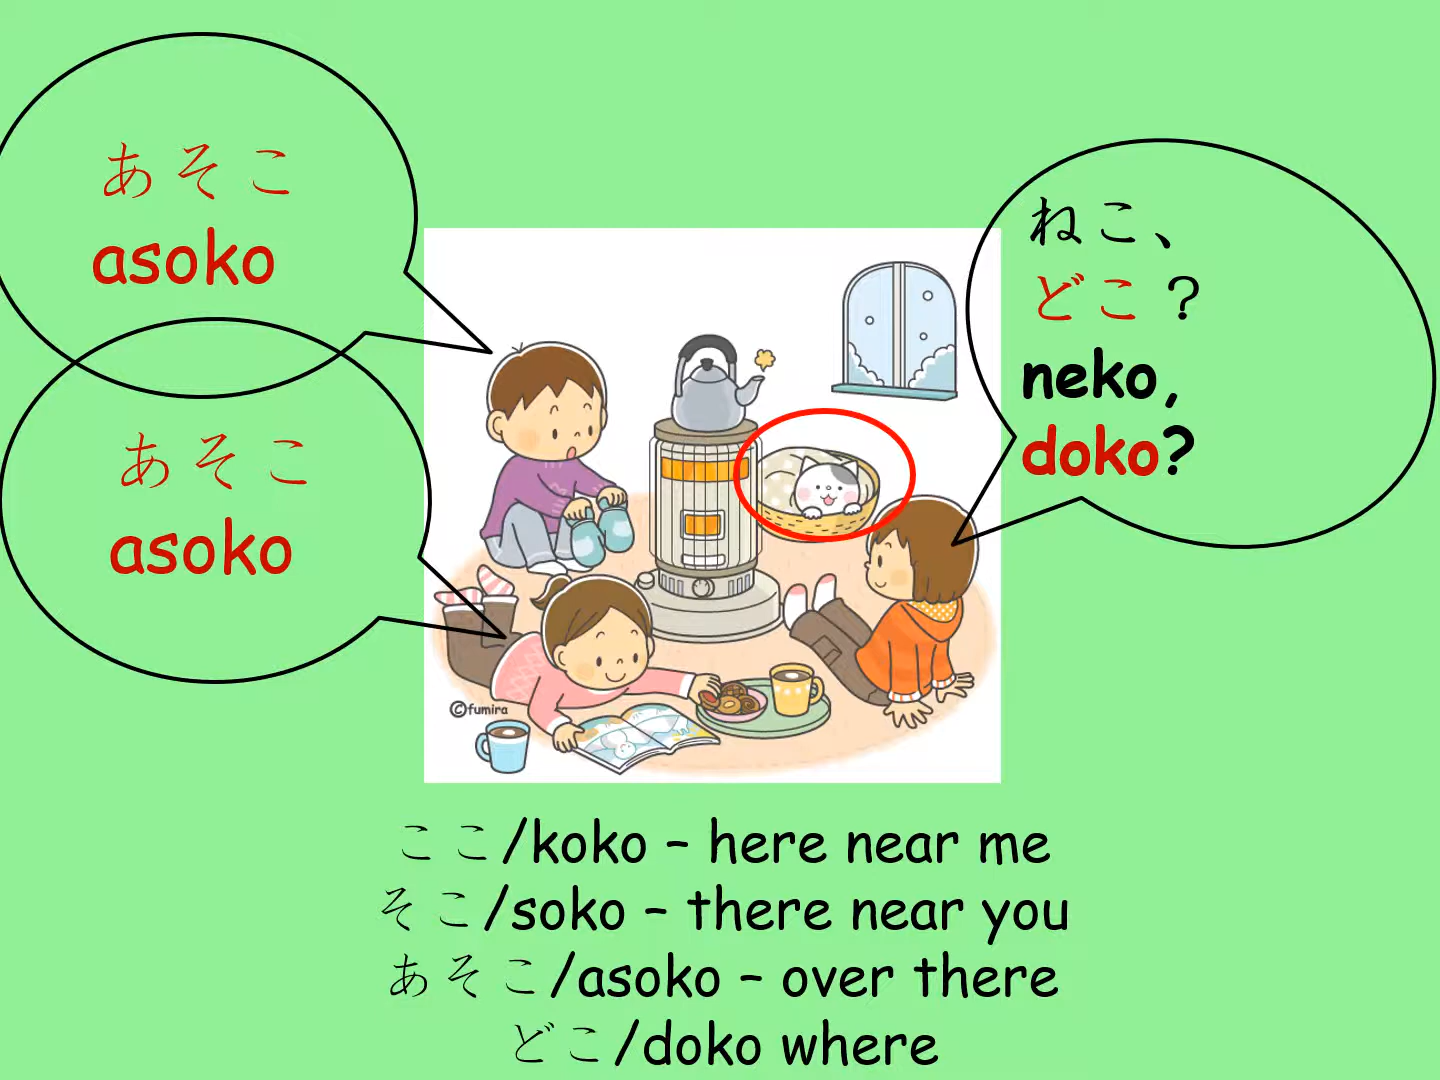 あそこ
asoko
あそこ
asoko
ねこ、
どこ？
neko,
doko?
©fumira
ここ/koko – here near me
そこ/soko – there near you
あそこ/asoko – over there
どこ/doko where